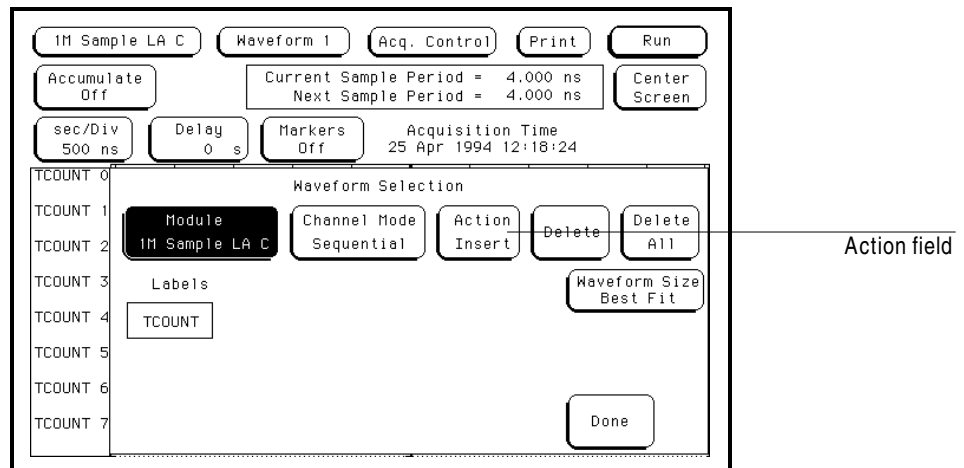 1M Sample LA C Waveform 1 Acq. Control Print Run
Accumulate Off
Current Sample Period = 4.000 ns
Next Sample Period = 4.000 ns
Center Screen
sec/Div 500 ns
Delay 0 s
Markers Off
Acquisition Time
25 Apr 1994 12:18:24
TCOUNT 0
TCOUNT 1
TCOUNT 2
TCOUNT 3
TCOUNT 4
TCOUNT 5
TCOUNT 6
TCOUNT 7
Waveform Selection
Module
1M Sample LA C
Channel Mode
Sequential
Action
Insert
Delete
Delete
All
Action field
Labels
TCOUNT
Waveform Size
Best Fit
Done